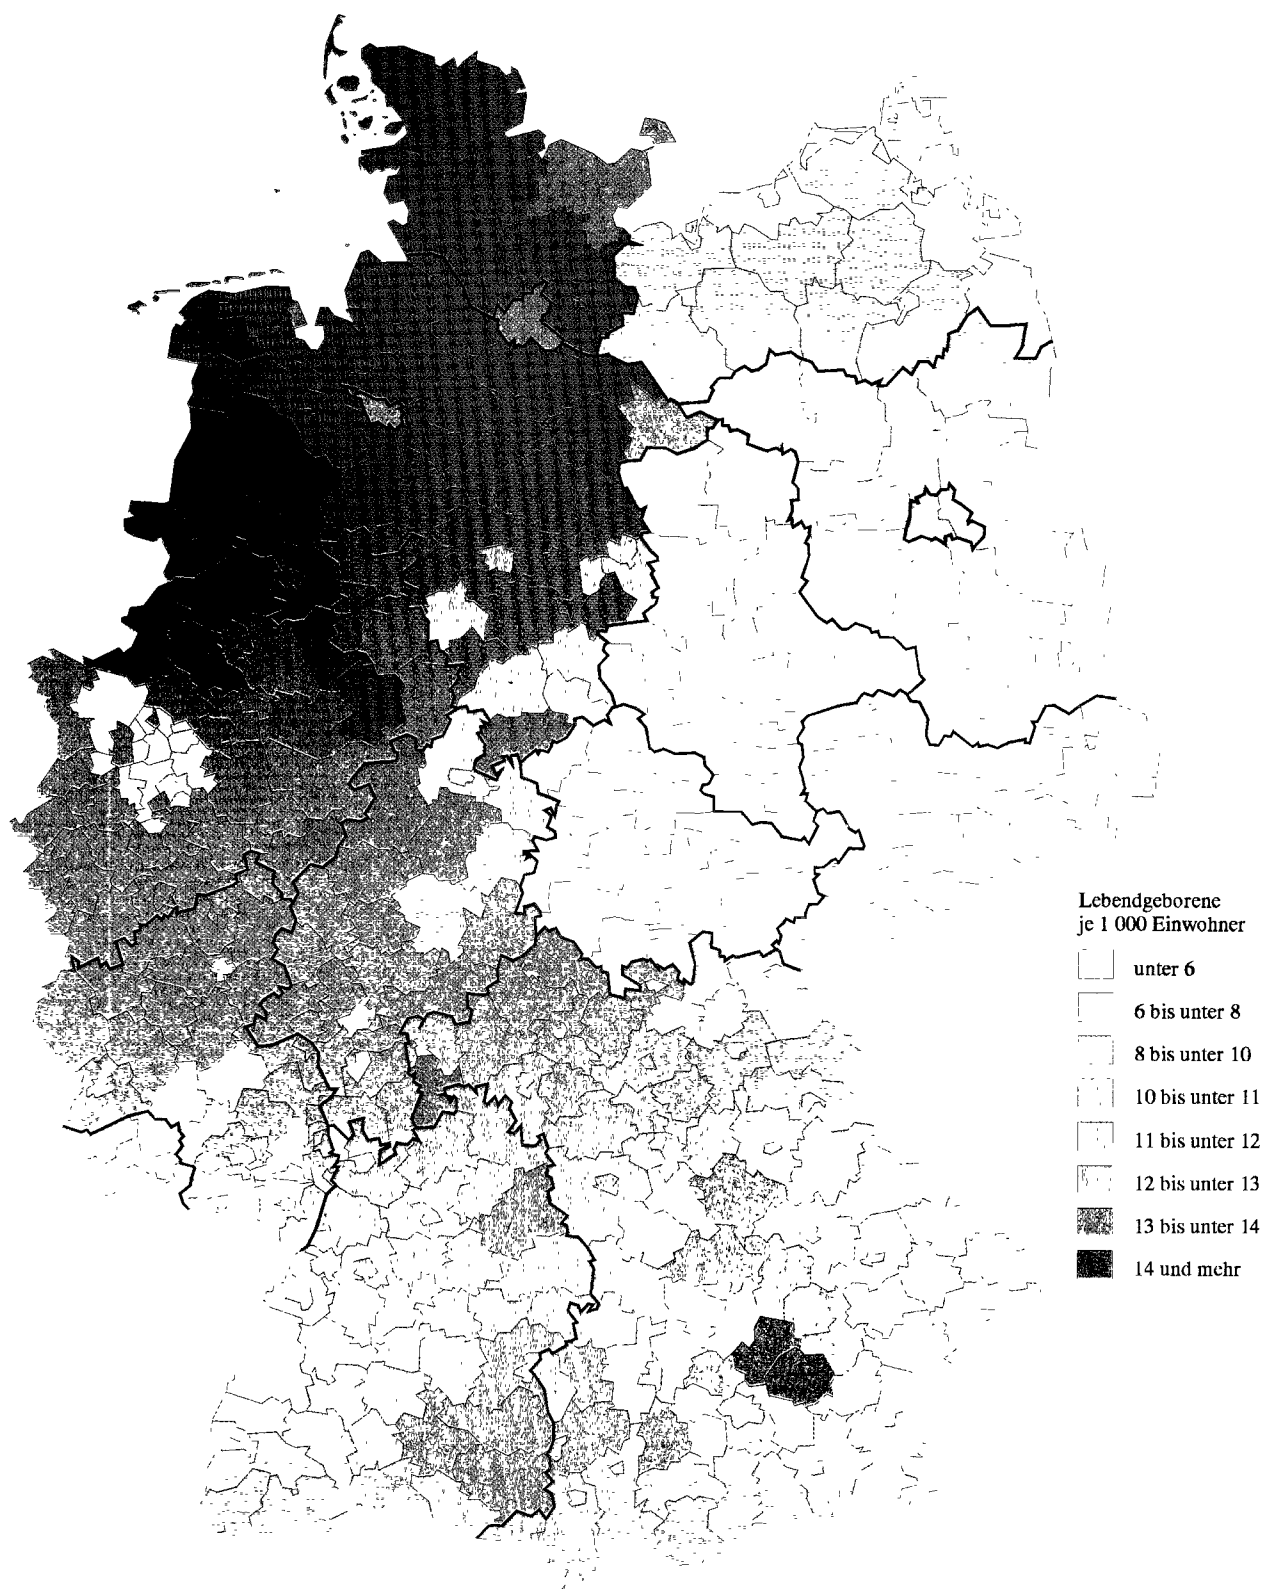 Lebendgeborene
je 1 000 Einwohner
unter 6
6 bis unter 8
8 bis unter 10
10 bis unter 11
11 bis unter 12
12 bis unter 13
13 bis unter 14
14 und mehr